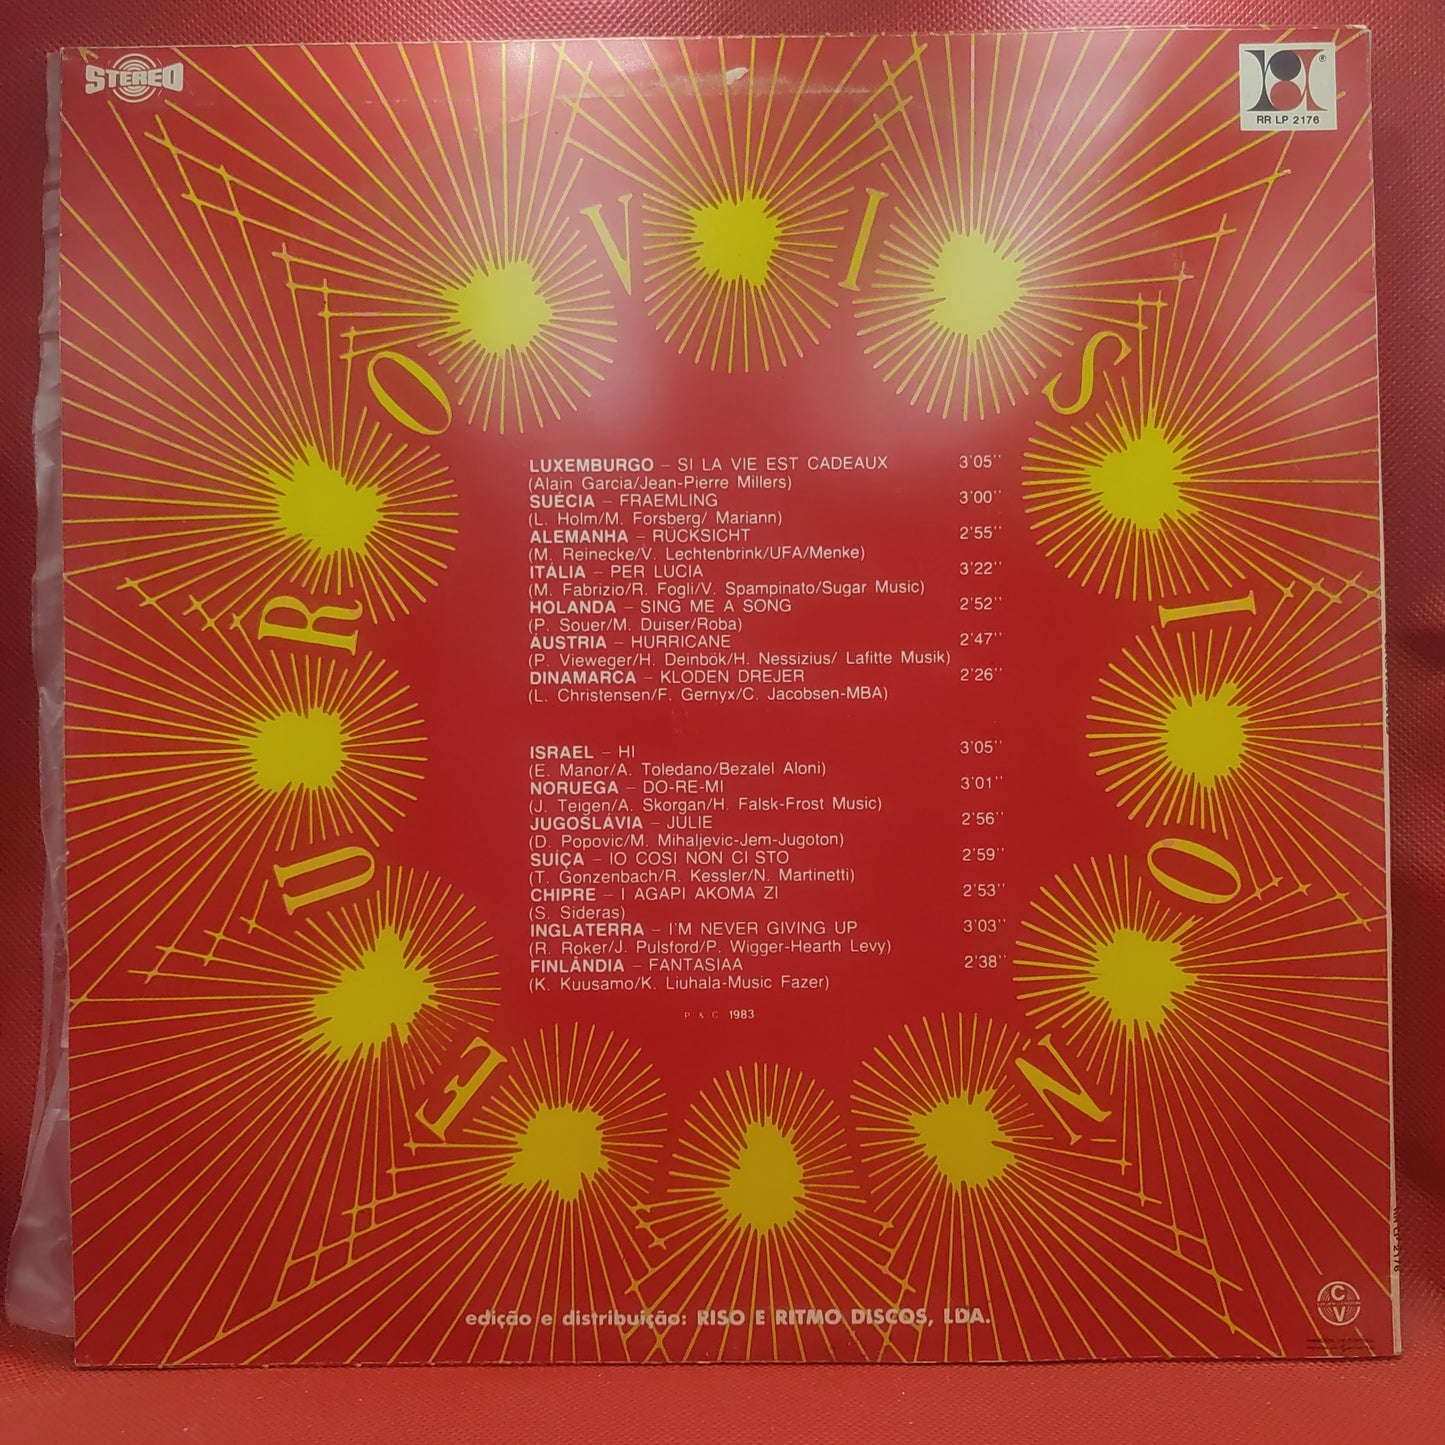 STEREO
RR LP 2176
EUROVISION
LUXEMBURGO – SI LA VIE EST CADEAUX 3'05''
(Alain Garcia/Jean-Pierre Millers)
SUÉCIA – FRAEMLING 3'00''
(L. Holm/M. Forsberg/ Mariann)
ALEMANHA – RÜCKSICHT 2'55''
(M. Reinecke/V. Lechtenbrink/UFA/Menke)
ITÁLIA – PER LUCIA 3'22''
(M. Fabrizio/R. Fogli/V. Spampinato/Sugar Music)
HOLANDA – SING ME A SONG 2'52''
(P. Souer/M. Duiser/Roba)
ÁUSTRIA – HURRICANE 2'47''
(P. Vieweger/H. Deinbök/H. Nessizius/ Lafitte Musik)
DINAMARCA – KLODEN DREJER 2'26''
(L. Christensen/F. Gernyx/C. Jacobsen-MBA)
ISRAEL – HI 3'05''
(E. Manor/A. Toledano/Bezalel Aloni)
NORUEGA – DO-RE-MI 3'01''
(J. Teigen/A. Skorgan/H. Falsk-Frost Music)
JUGOSLÁVIA – JULIE 2'56''
(D. Popovic/M. Mihaljevic-Jem-Jugoton)
SUÍÇA – IO COSI NON CI STO 2'59''
(T. Gonzenbach/R. Kessler/N. Martinetti)
CHIPRE – I AGAPI AKOMA ZI 2'53''
(S. Sideras)
INGLATERRA – I'M NEVER GIVING UP 3'03''
(R. Roker/J. Pulsford/P. Wigger-Hearth Levy)
FINLÂNDIA – FANTASIAA 2'38''
(K. Kuusamo/K. Liuhala-Music Fazer)
P & C 1983
edição e distribuição: RISO E RITMO DISCOS, LDA.
CV